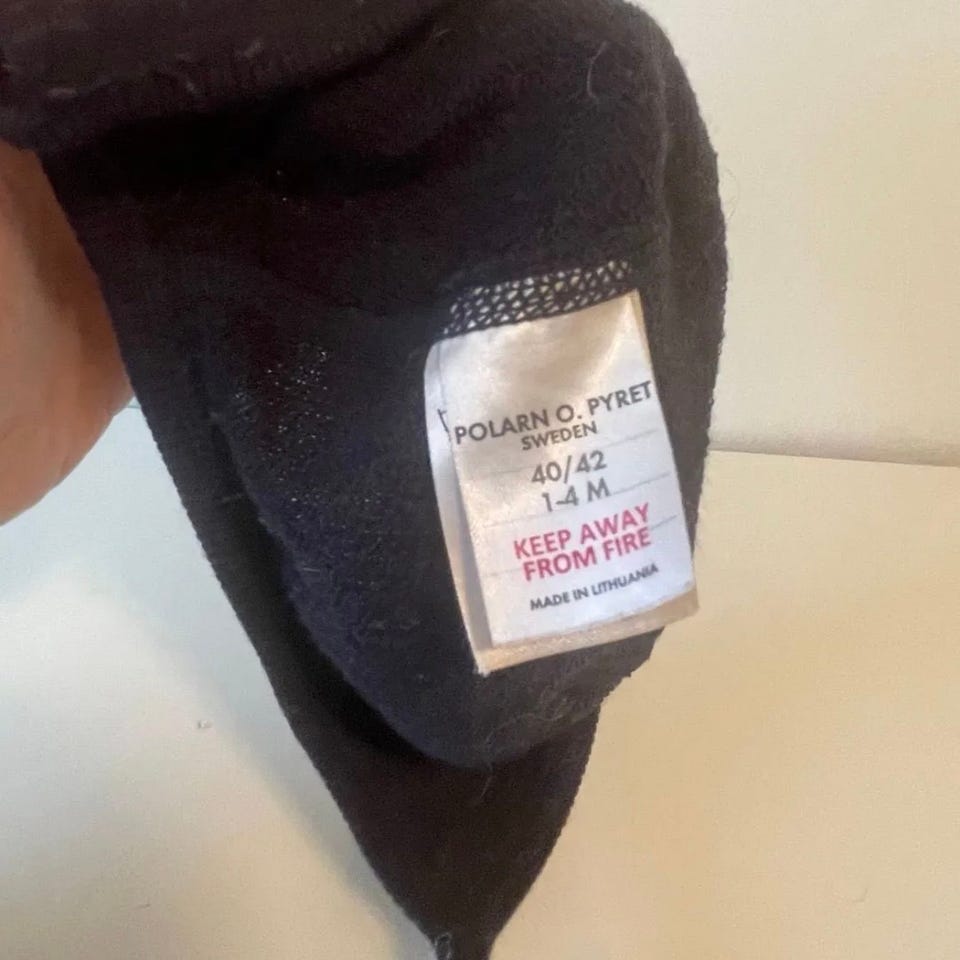 POLARN O. PYRET
SWEDEN
40/42
1-4 M
KEEP AWAY
FROM FIRE
MADE IN LITHUANIA